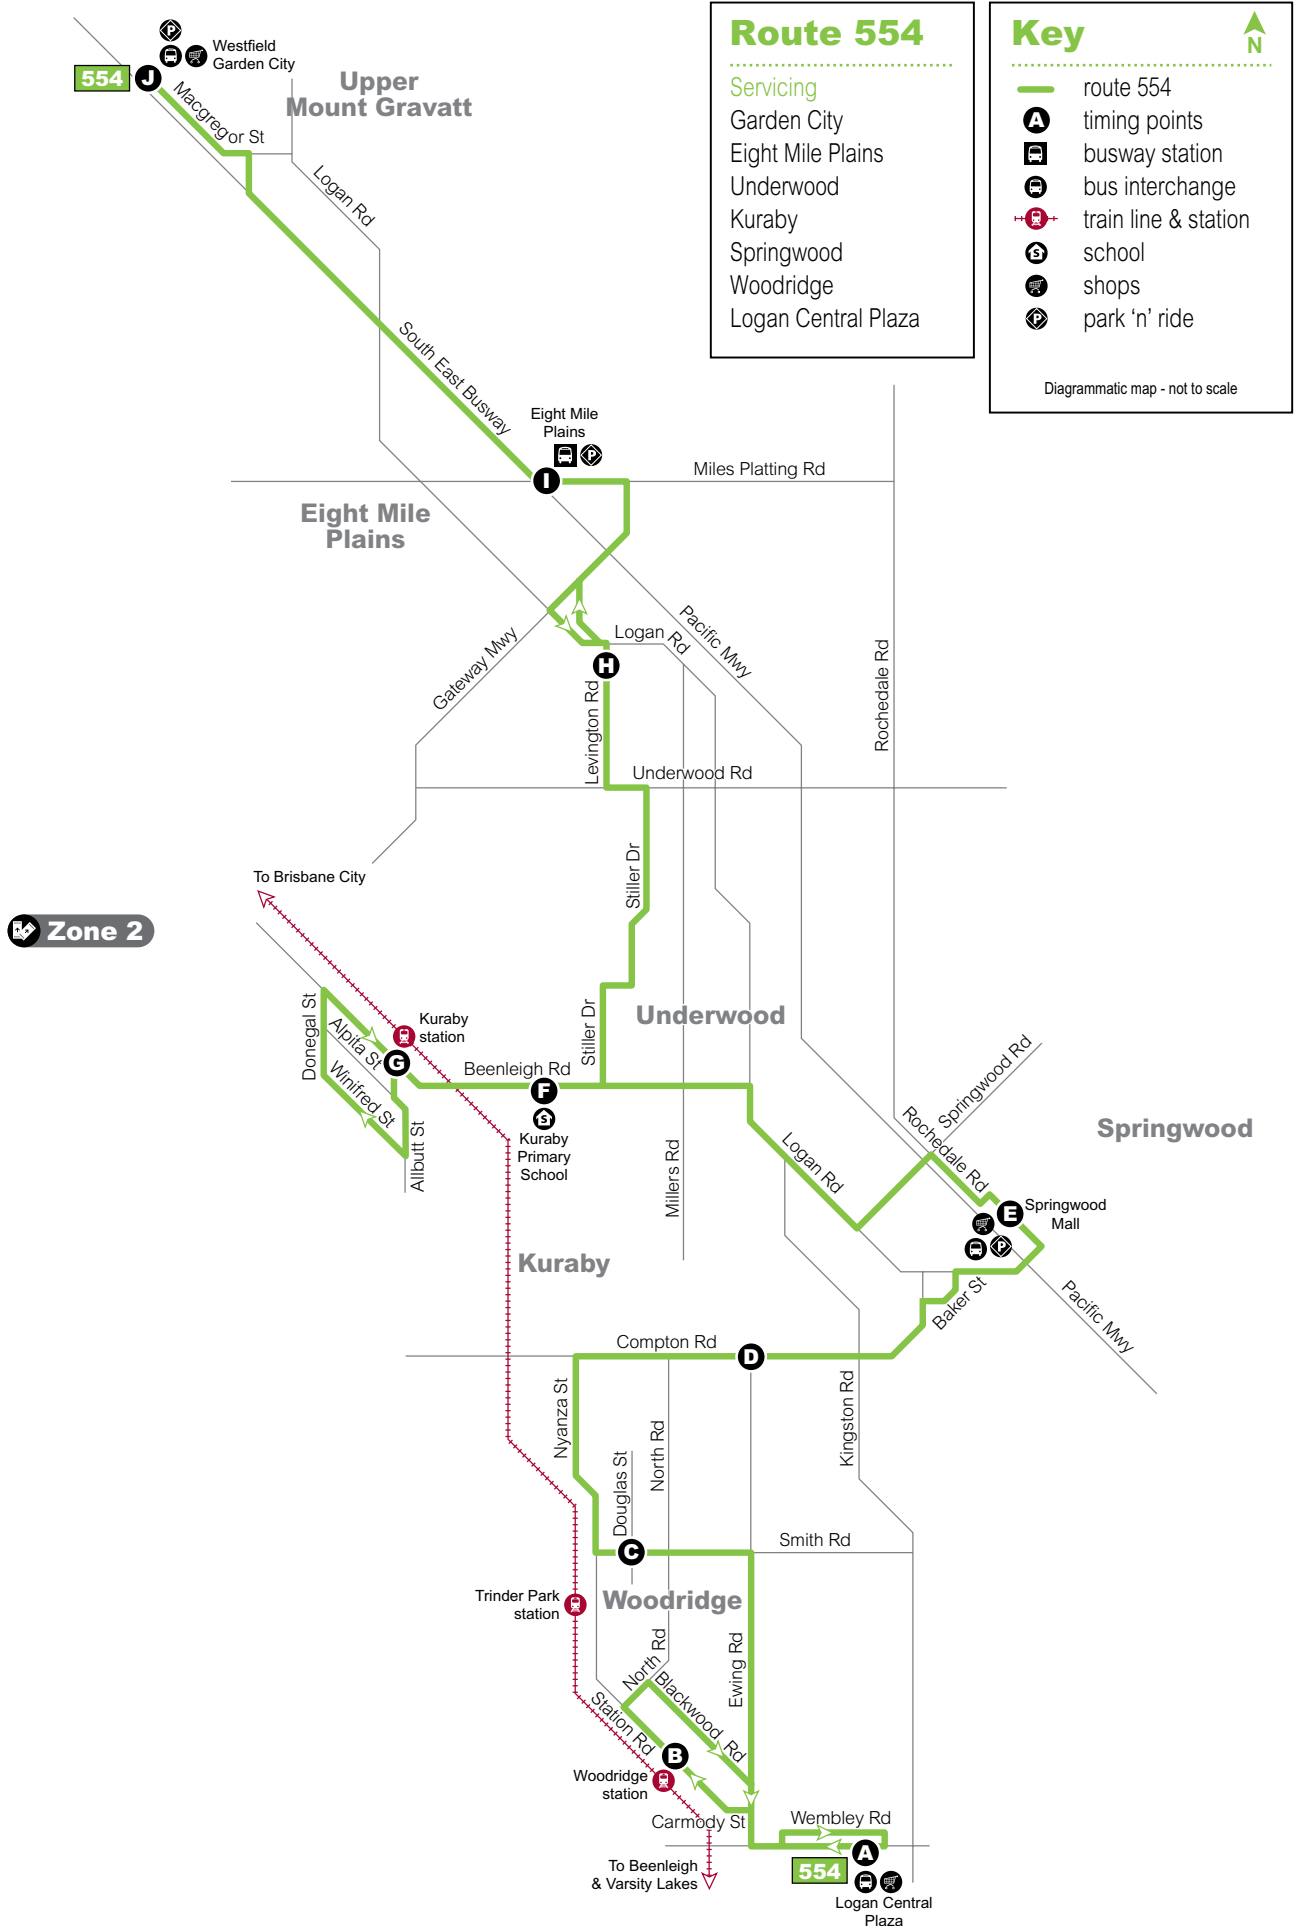 Route 554
Servicing
Garden City
Eight Mile Plains
Underwood
Kuraby
Springwood
Woodridge
Logan Central Plaza
Key
N
route 554
A
timing points
busway station
bus interchange
train line & station
S
school
shops
P
park ‘n’ ride
Diagrammatic map - not to scale
P
Westfield
Garden City
554
J
Upper
Mount Gravatt
Macgregor St
Logan Rd
South East Busway
Eight Mile
Plains
P
I
Miles Platting Rd
Eight Mile
Plains
Logan Rd
Pacific Mwy
Gateway Mwy
H
Rochedale Rd
Levington Rd
Underwood Rd
Stiller Dr
To Brisbane City
Zone 2
Donegal St
Alpita St
Kuraby
station
G
Winifred St
Allbutt St
Stiller Dr
Underwood
Beenleigh Rd
F
S
Kuraby
Primary
School
Millers Rd
Logan Rd
Springwood Rd
Springwood
Rochedale Rd
E
Springwood
Mall
P
Kuraby
Baker St
Pacific Mwy
Compton Rd
D
Nyanza St
North Rd
Kingston Rd
Douglas St
C
Smith Rd
Trinder Park
station
Woodridge
North Rd
Ewing Rd
Blackwood Rd
Station Rd
B
Woodridge
station
Carmody St
Wembley Rd
A
554
To Beenleigh
& Varsity Lakes
Logan Central
Plaza